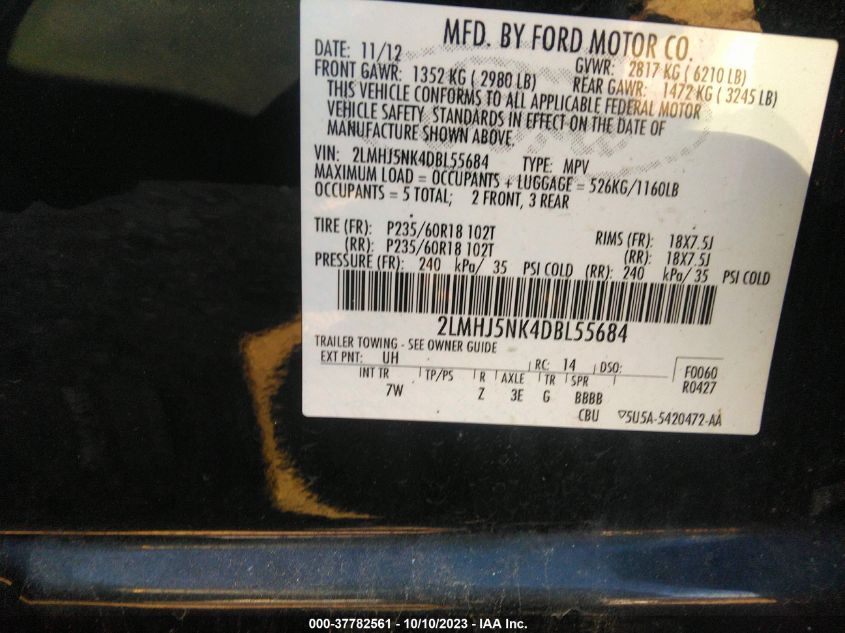 MFD. BY FORD MOTOR CO.
DATE: 11/12 GVWR: 2817 KG ( 6210 LB)
FRONT GAWR: 1352 KG ( 2980 LB) REAR GAWR: 1472 KG ( 3245 LB)
THIS VEHICLE CONFORMS TO ALL APPLICABLE FEDERAL MOTOR
VEHICLE SAFETY STANDARDS IN EFFECT ON THE DATE OF
MANUFACTURE SHOWN ABOVE.
VIN: 2LMHJ5NK4DBL55684 TYPE: MPV
MAXIMUM LOAD = OCCUPANTS + LUGGAGE = 526KG/1160LB
OCCUPANTS = 5 TOTAL; 2 FRONT, 3 REAR
TIRE (FR): P235/60R18 102T RIMS (FR): 18X7.5J
(RR): P235/60R18 102T (RR): 18X7.5J
PRESSURE (FR): 240 kPa/ 35 PSI COLD (RR): 240 kPa/ 35 PSI COLD
2LMHJ5NK4DBL55684
TRAILER TOWING - SEE OWNER GUIDE
EXT PNT: UH RC: 14 DSO: F0060
INT TR TP/PS R AXLE TR SPR R0427
7W Z 3E G BBBB
CBU ▽5U5A-5420472-AA
000-37782561 - 10/10/2023 - IAA Inc.